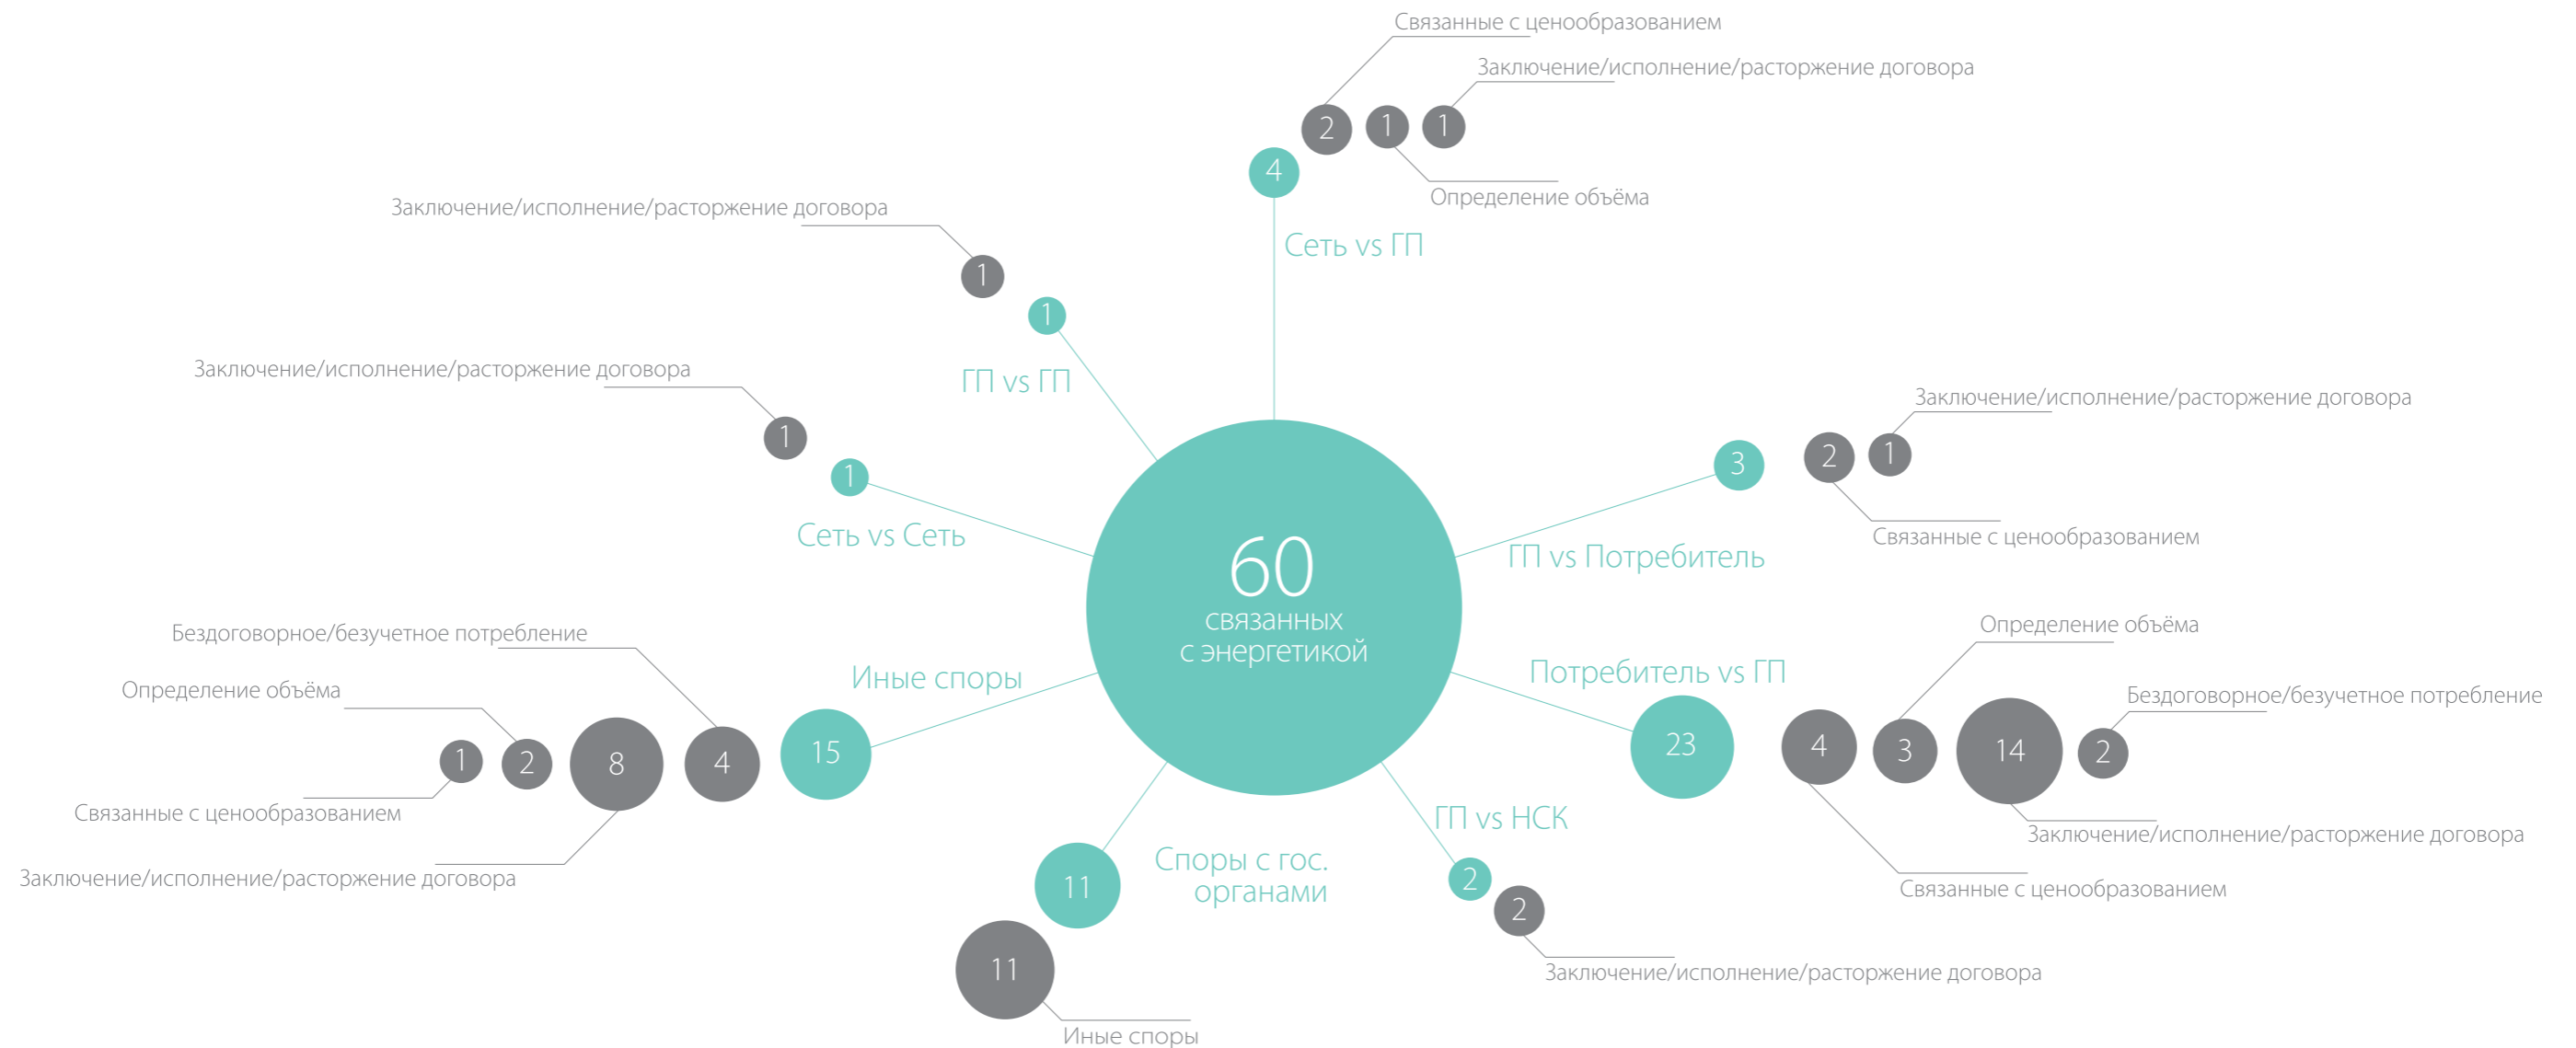 Связанные с ценообразованием
Заключение/исполнение/расторжение договора
2
1
1
4
Определение объёма
Сеть vs ГП
Заключение/исполнение/расторжение договора
1
1
ГП vs ГП
Заключение/исполнение/расторжение договора
1
1
Сеть vs Сеть
Заключение/исполнение/расторжение договора
3
2
1
Связанные с ценообразованием
ГП vs Потребитель
60
связанных
с энергетикой
Бездоговорное/безучетное потребление
Определение объёма
Иные споры
1
2
8
4
15
Связанные с ценообразованием
Заключение/исполнение/расторжение договора
Определение объёма
Потребитель vs ГП
Бездоговорное/безучетное потребление
23
4
3
14
2
Заключение/исполнение/расторжение договора
Связанные с ценообразованием
ГП vs НСК
2
2
Заключение/исполнение/расторжение договора
Споры с гос.
органами
11
11
Иные споры